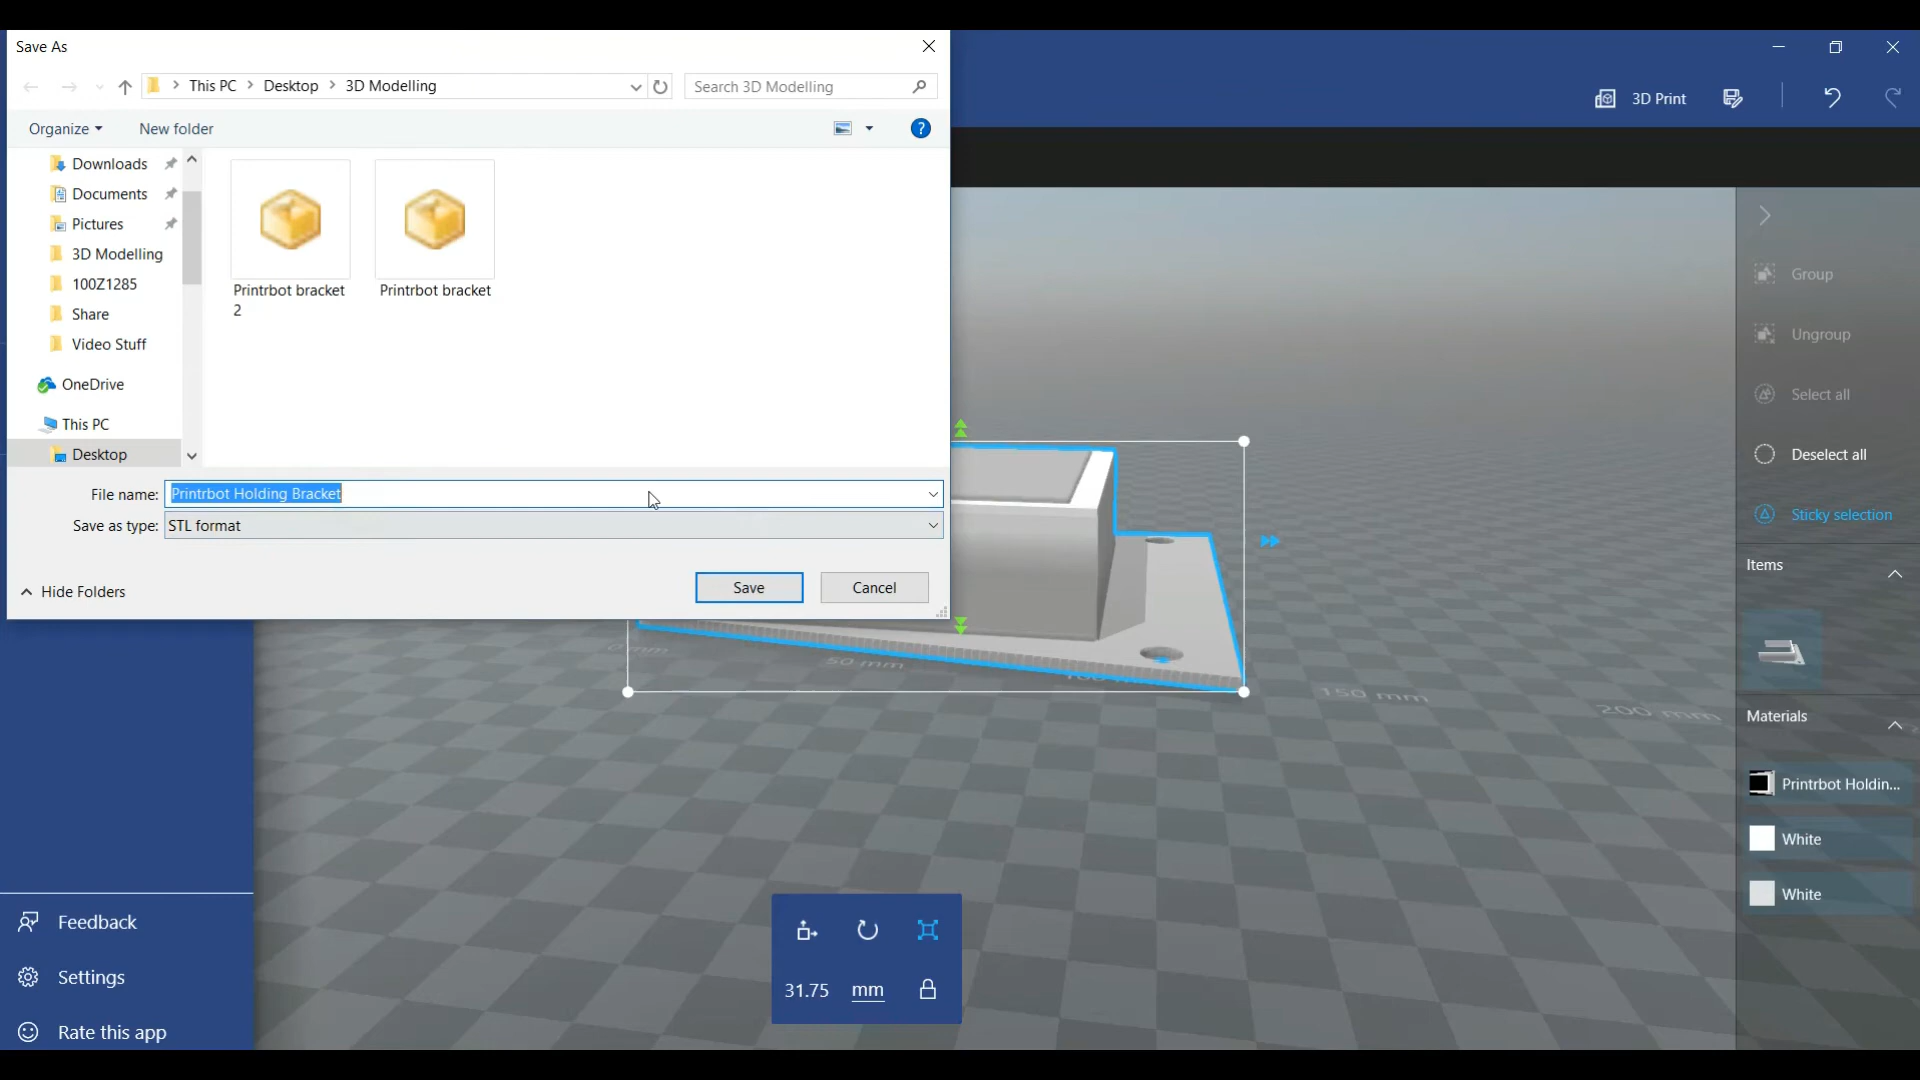 Save As
This PC > Desktop > 3D Modelling
Search 3D Modelling
3D Print
Organize
New folder
Downloads
Documents
Pictures
3D Modelling
100Z1285
Share
Video Stuff
OneDrive
This PC
Desktop
Printrbot bracket
2
Printrbot bracket
File name: Printrbot Holding Bracket
Save as type: STL format
Hide Folders
Save
Cancel
Group
Ungroup
Select all
Deselect all
Sticky selection
Items
Materials
Printrbot Holdin...
White
White
0 mm
50 mm
150 mm
200 mm
31.75 mm
Feedback
Settings
Rate this app